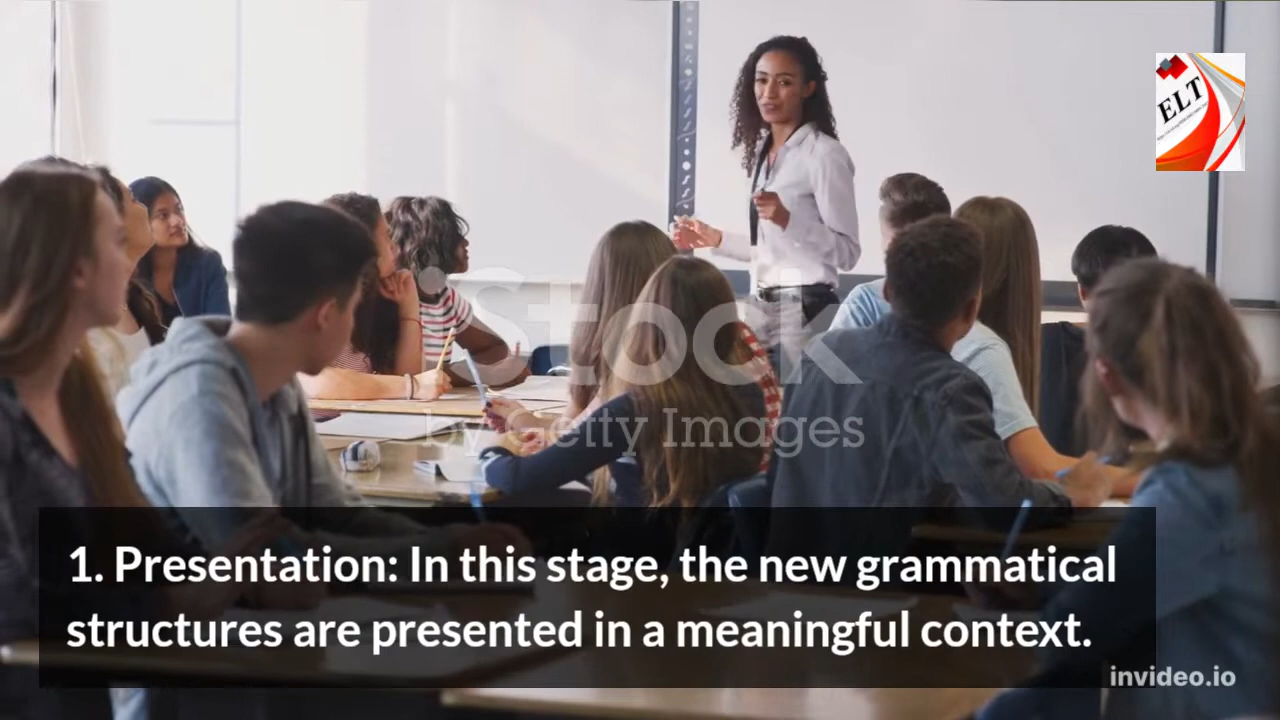 ELT
iStock
by Getty Images
1. Presentation: In this stage, the new grammatical
structures are presented in a meaningful context.
invideo.io